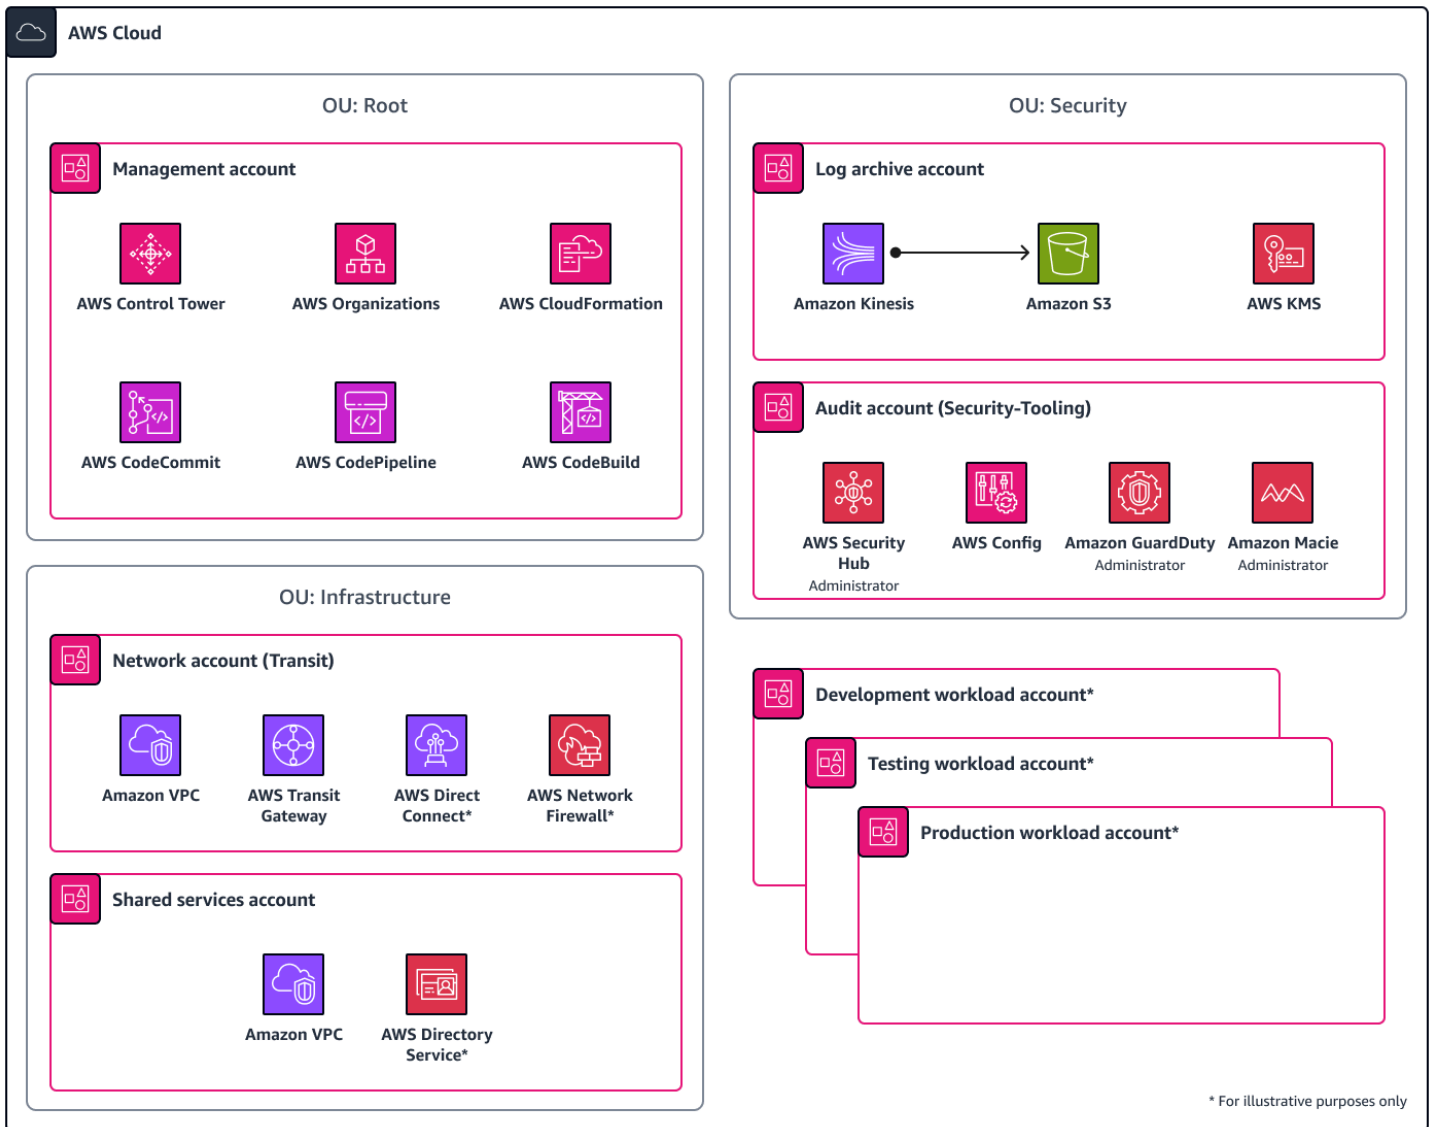 AWS Cloud
OU: Root
Management account
AWS Control Tower
AWS Organizations
AWS CloudFormation
AWS CodeCommit
AWS CodePipeline
AWS CodeBuild
OU: Security
Log archive account
Amazon Kinesis
Amazon S3
AWS KMS
Audit account (Security-Tooling)
AWS Security
Hub
Administrator
AWS Config
Amazon GuardDuty
Administrator
Amazon Macie
Administrator
OU: Infrastructure
Network account (Transit)
Amazon VPC
AWS Transit
Gateway
AWS Direct
Connect*
AWS Network
Firewall*
Shared services account
Amazon VPC
AWS Directory
Service*
Development workload account*
Testing workload account*
Production workload account*
* For illustrative purposes only